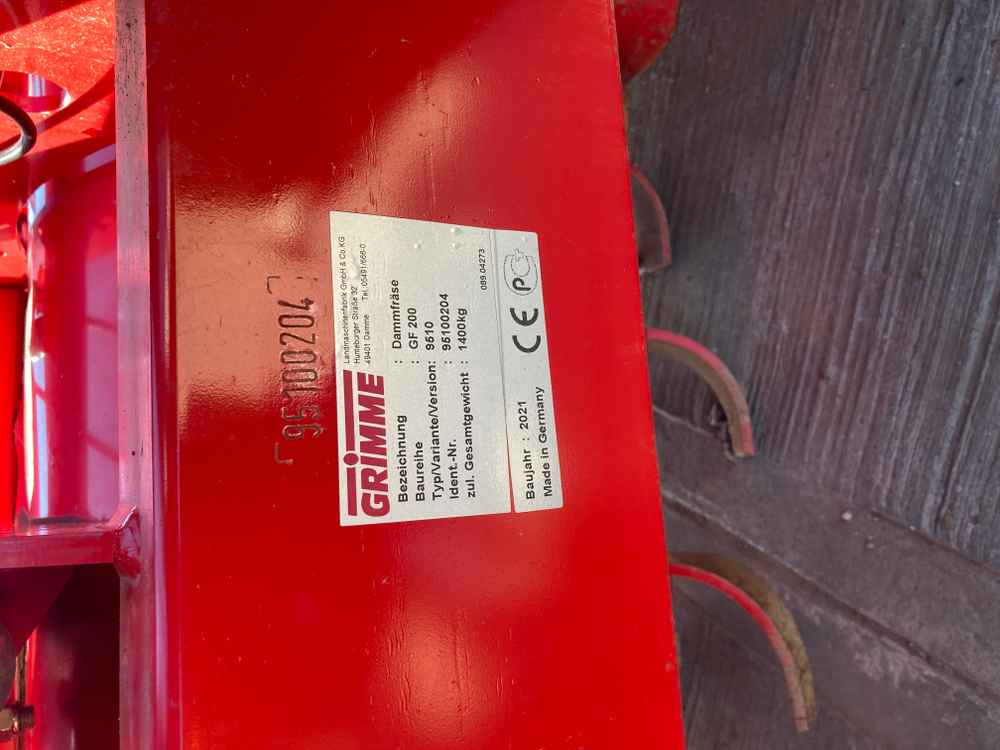 95100204
GRIMME
Landmaschinenfabrik GmbH & Co KG
Hunteburger Straße 32
49401 Damme Tel. 05491/666-0
Bezeichnung : Dammfräse
Baureihe : GF 200
Typ/Variante/Version: 9510
Ident.-Nr. : 95100204
zul. Gesamtgewicht : 1400kg
089.04273
Baujahr : 2021
Made in Germany
CE